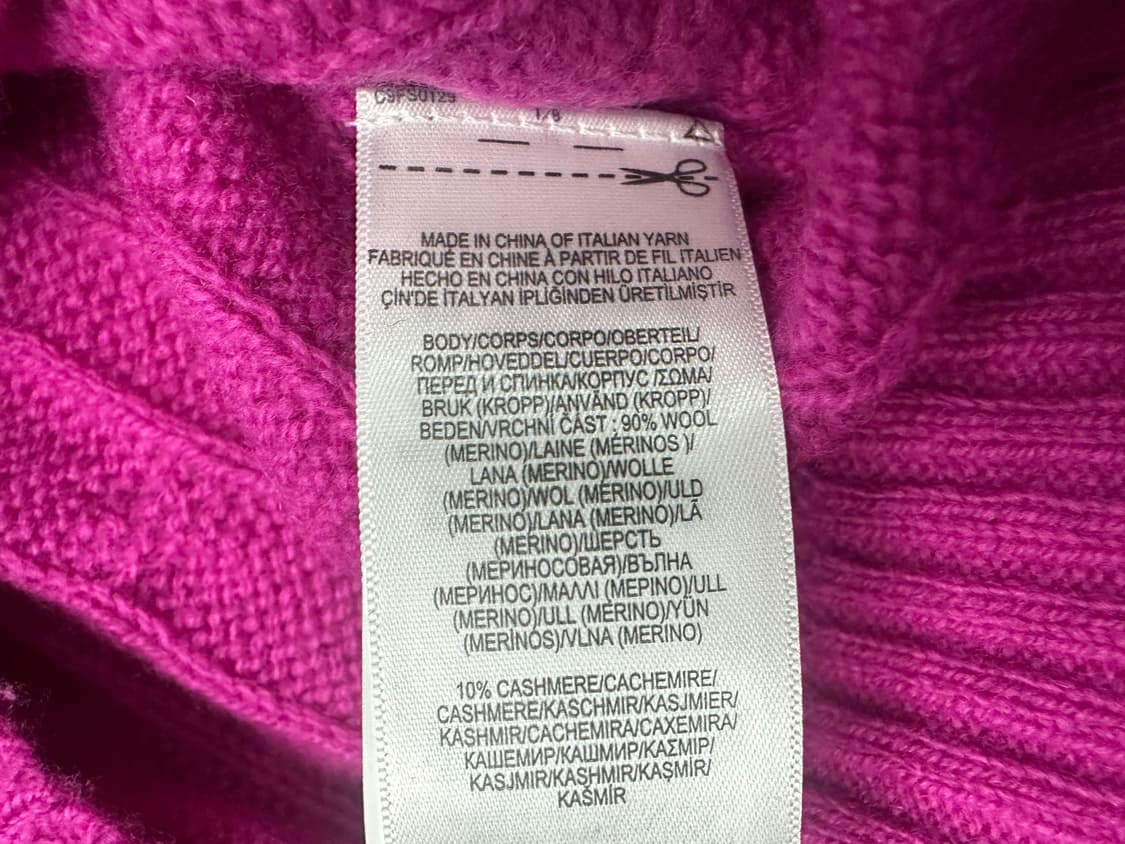 C9FS0129
1/8
MADE IN CHINA OF ITALIAN YARN
FABRIQUÉ EN CHINE À PARTIR DE FIL ITALIEN
HECHO EN CHINA CON HILO ITALIANO
ÇİN'DE İTALYAN İPLİĞİNDEN ÜRETİLMİŞTİR
BODY/CORPS/CORPO/OBERTEIL/
ROMP/HOVEDDEL/CUERPO/CORPO/
ПЕРЕД И СПИНКА/КОРПУС /ΣΩΜΑ/
BRUK (KROPP)/ANVÄND (KROPP)/
BEDEN/VRCHNÍ ČÁST : 90% WOOL
(MERINO)/LAINE (MÉRINOS )/
LANA (MERINO)/WOLLE
(MERINO)/WOL (MERINO)/ULD
(MERINO)/LANA (MERINO)/LÃ
(MERINO)/ШЕРСТЬ
(МЕРИНОСОВАЯ)/ВЪЛНА
(МЕРИНОС)/ΜΑΛΛΙ (ΜΕΡΙΝΟ)/ULL
(MERINO)/ULL (MERINO)/YÜN
(MERİNOS)/VLNA (MERINO)
10% CASHMERE/CACHEMIRE/
CASHMERE/KASCHMIR/KASJMIER/
KASHMIR/CACHEMIRA/CAXEMIRA/
КАШЕМИР/КАШМИР/ΚΑΣΜΙΡ/
KASJMIR/KASHMIR/KAŞMİR/
KAŠMÍR